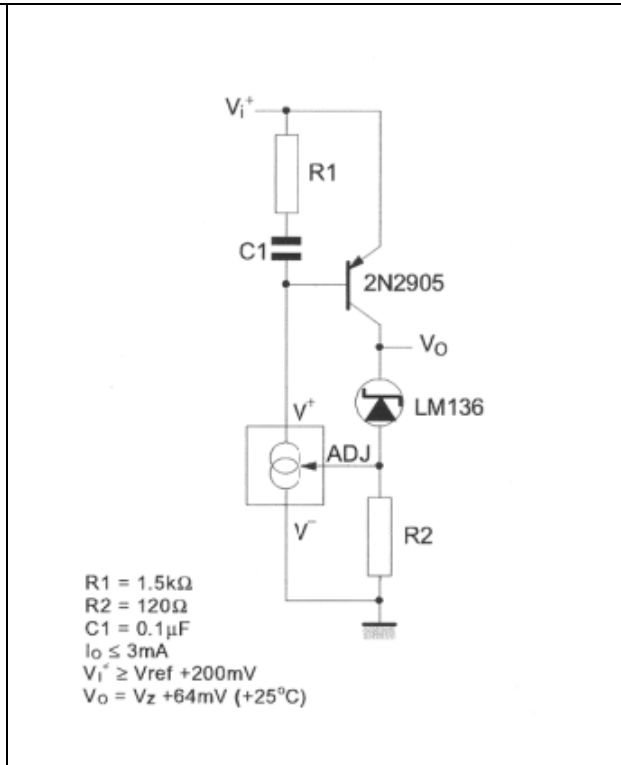 Vi+
R1
C1
2N2905
VO
LM136
V+
ADJ
V−
R2
R1 = 1.5kΩ
R2 = 120Ω
C1 = 0.1µF
IO ≤ 3mA
VI+ ≥ Vref +200mV
VO = VZ +64mV (+25°C)